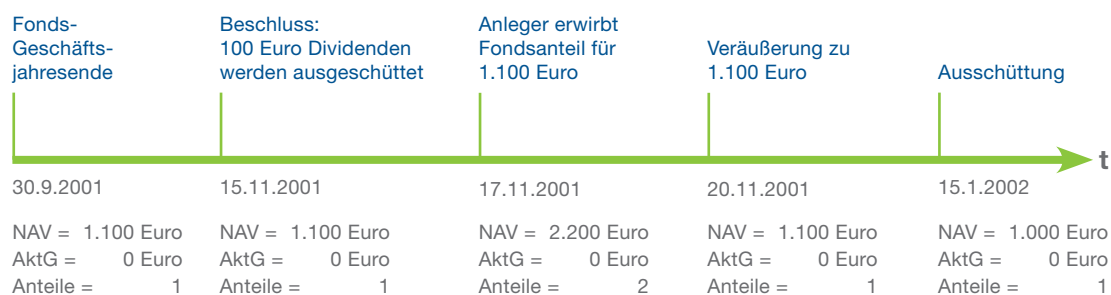 Fonds-
Geschäfts-
jahresende
Beschluss:
100 Euro Dividenden
werden ausgeschüttet
Anleger erwirbt
Fondsanteil für
1.100 Euro
Veräußerung zu
1.100 Euro
Ausschüttung
t
30.9.2001
15.11.2001
17.11.2001
20.11.2001
15.1.2002
NAV = 1.100 Euro
AktG = 0 Euro
Anteile = 1
NAV = 1.100 Euro
AktG = 0 Euro
Anteile = 1
NAV = 2.200 Euro
AktG = 0 Euro
Anteile = 2
NAV = 1.100 Euro
AktG = 0 Euro
Anteile = 1
NAV = 1.000 Euro
AktG = 0 Euro
Anteile = 1